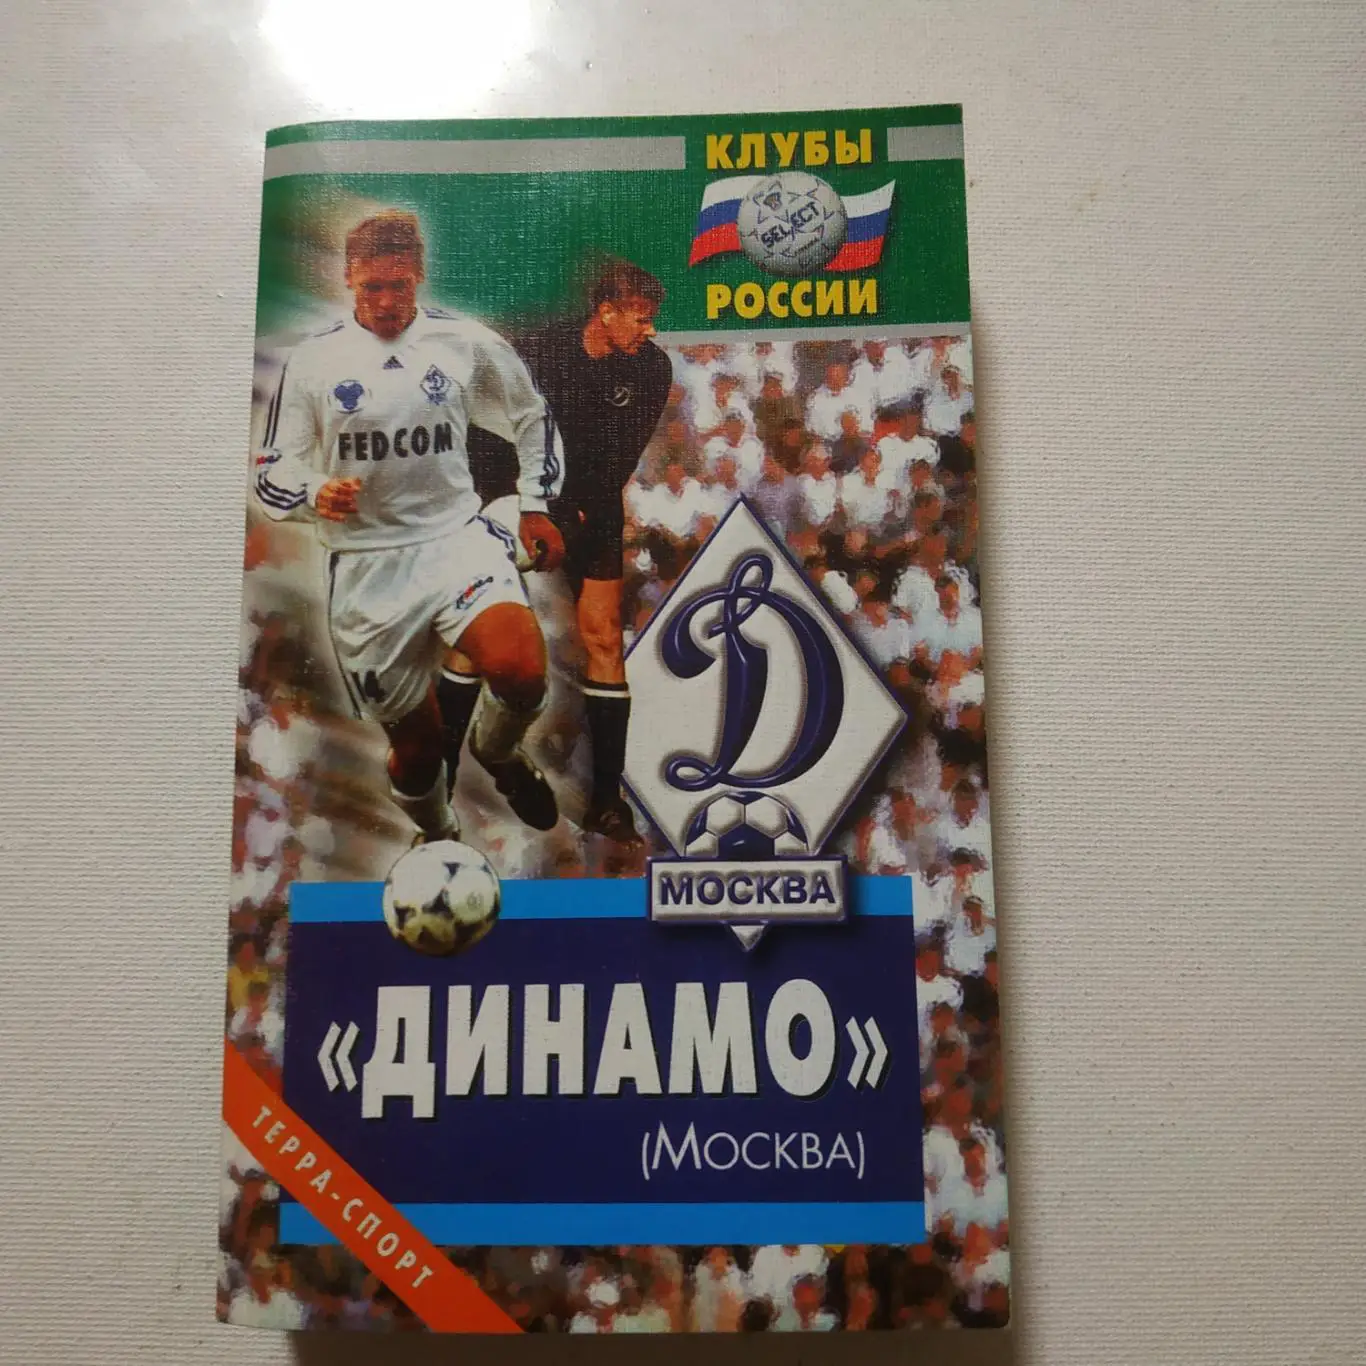 КЛУБЫ
SELECT
РОССИИ
FEDCOM
14
МОСКВА
«ДИНАМО»
(МОСКВА)
ТЕРРА-СПОРТ